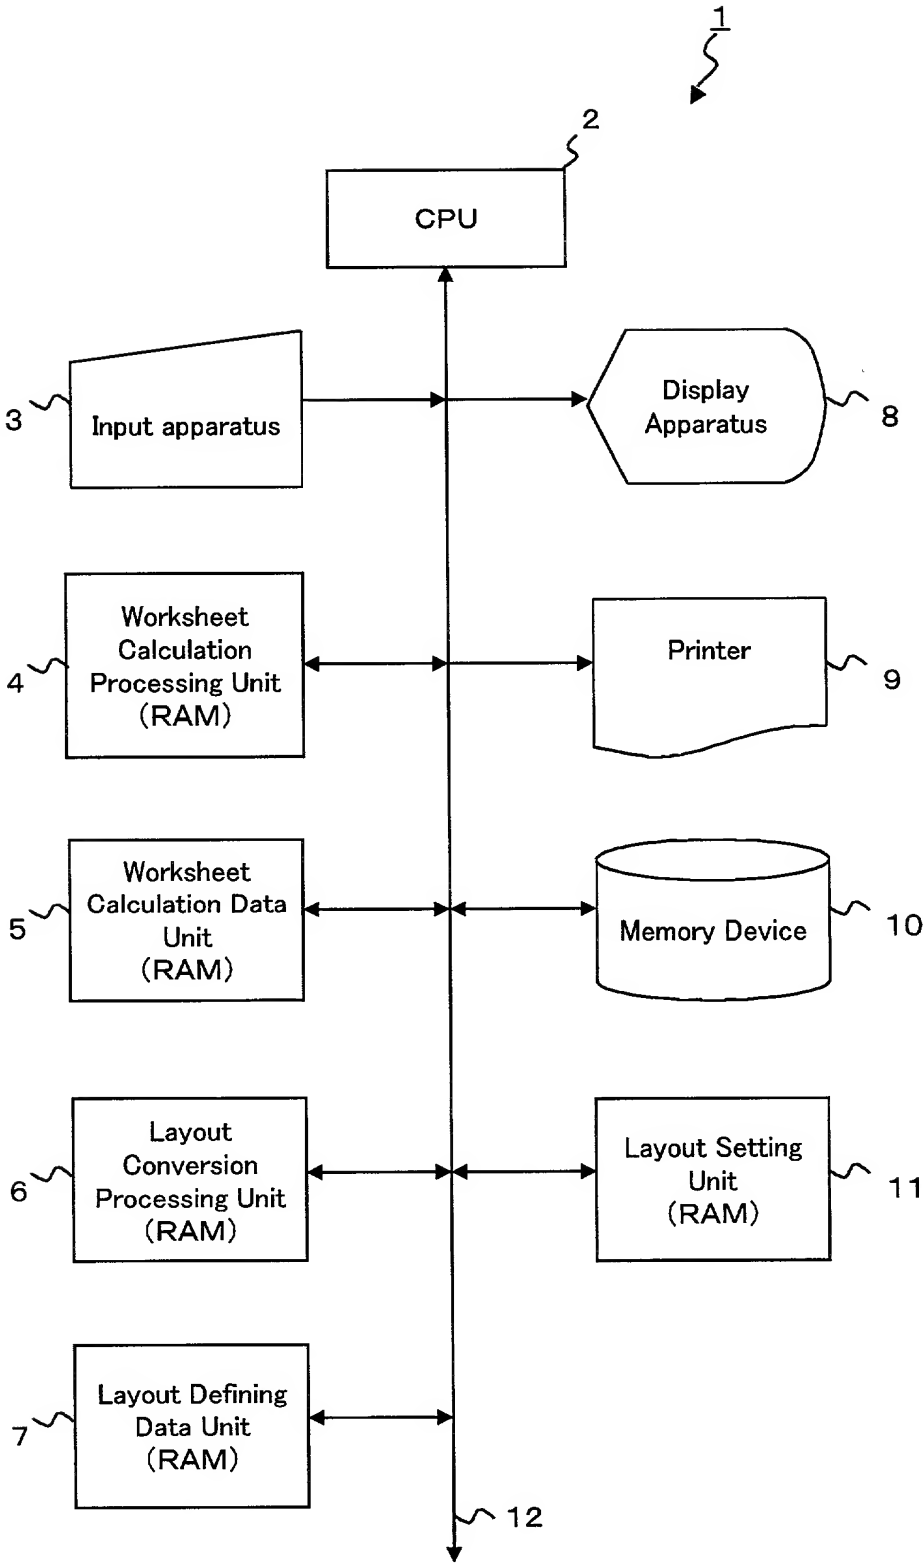 1
2
CPU
3
Input apparatus
Display
Apparatus
8
Worksheet
Calculation
Processing Unit
(RAM)
4
Printer
9
Worksheet
Calculation Data
Unit
(RAM)
5
Memory Device
10
Layout
Conversion
Processing Unit
(RAM)
6
Layout Setting
Unit
(RAM)
11
Layout Defining
Data Unit
(RAM)
7
12